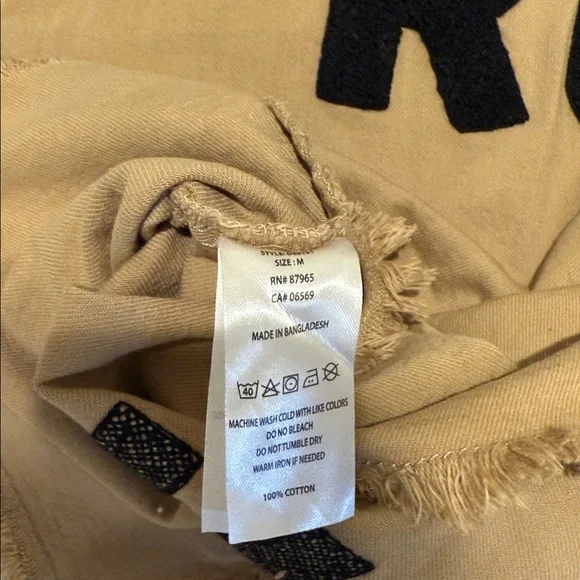 R
SIZE : M
RN# 87965
CA# 06569
MADE IN BANGLADESH
40
MACHINE WASH COLD WITH LIKE COLORS
DO NO BLEACH
DO NOT TUMBLE DRY
WARM IRON IF NEEDED
100% COTTON